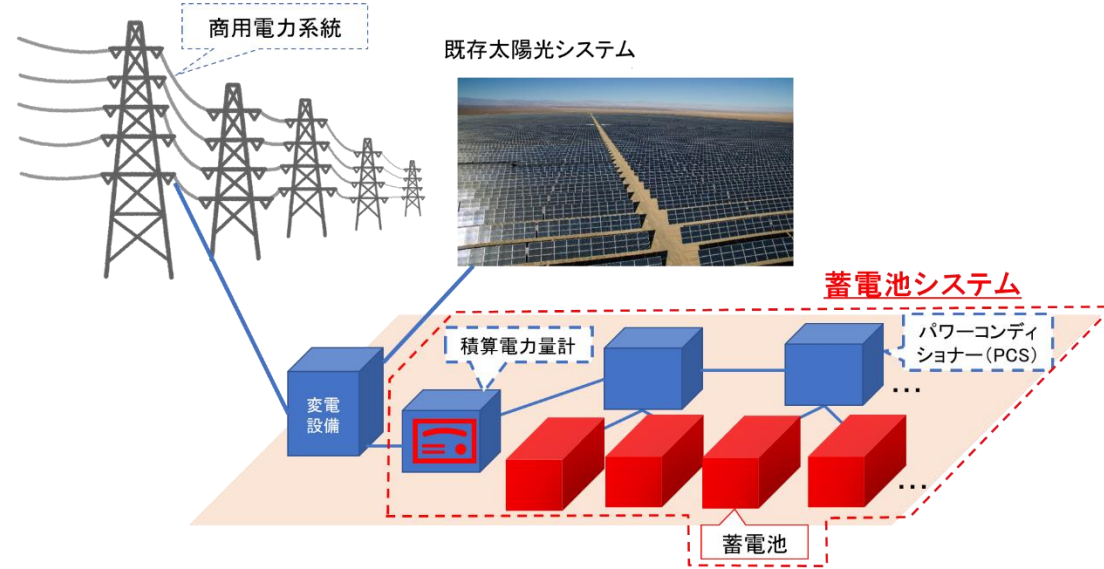 商用電力系統
既存太陽光システム
蓄電池システム
積算電力量計
パワーコンディ
ショナー(PCS)
変電
設備
…
…
蓄電池